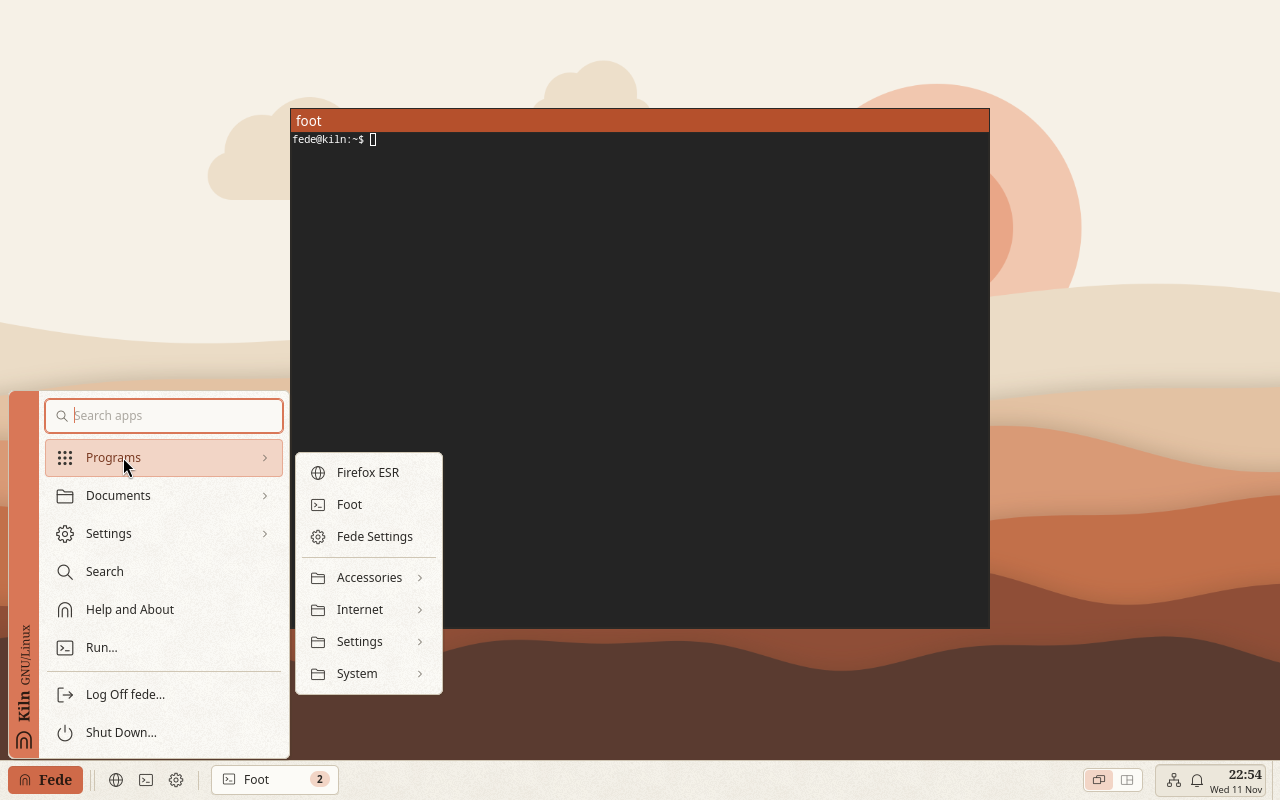 foot
fede@kiln:~$
Search apps
Programs
Documents
Settings
Search
Help and About
Run...
Log Off fede...
Shut Down...
Kiln GNU/Linux
Firefox ESR
Foot
Fede Settings
Accessories
Internet
Settings
System
Fede
Foot
2
22:54
Wed 11 Nov